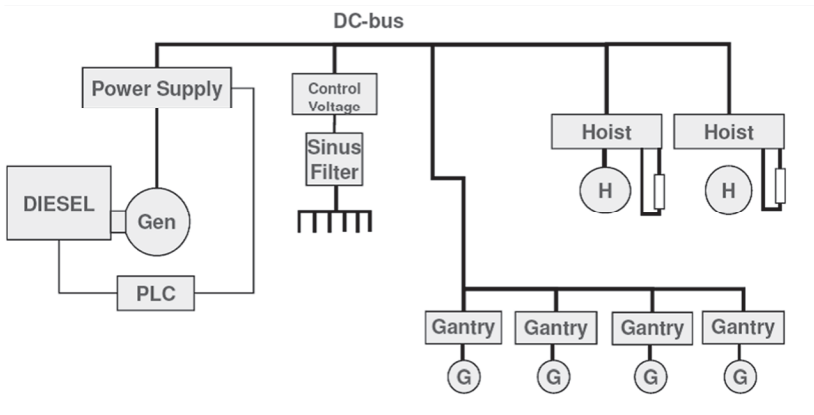 DC-bus
Power Supply
Control
Voltage
Sinus
Filter
Hoist
Hoist
DIESEL
Gen
H
H
PLC
Gantry
Gantry
Gantry
Gantry
G
G
G
G